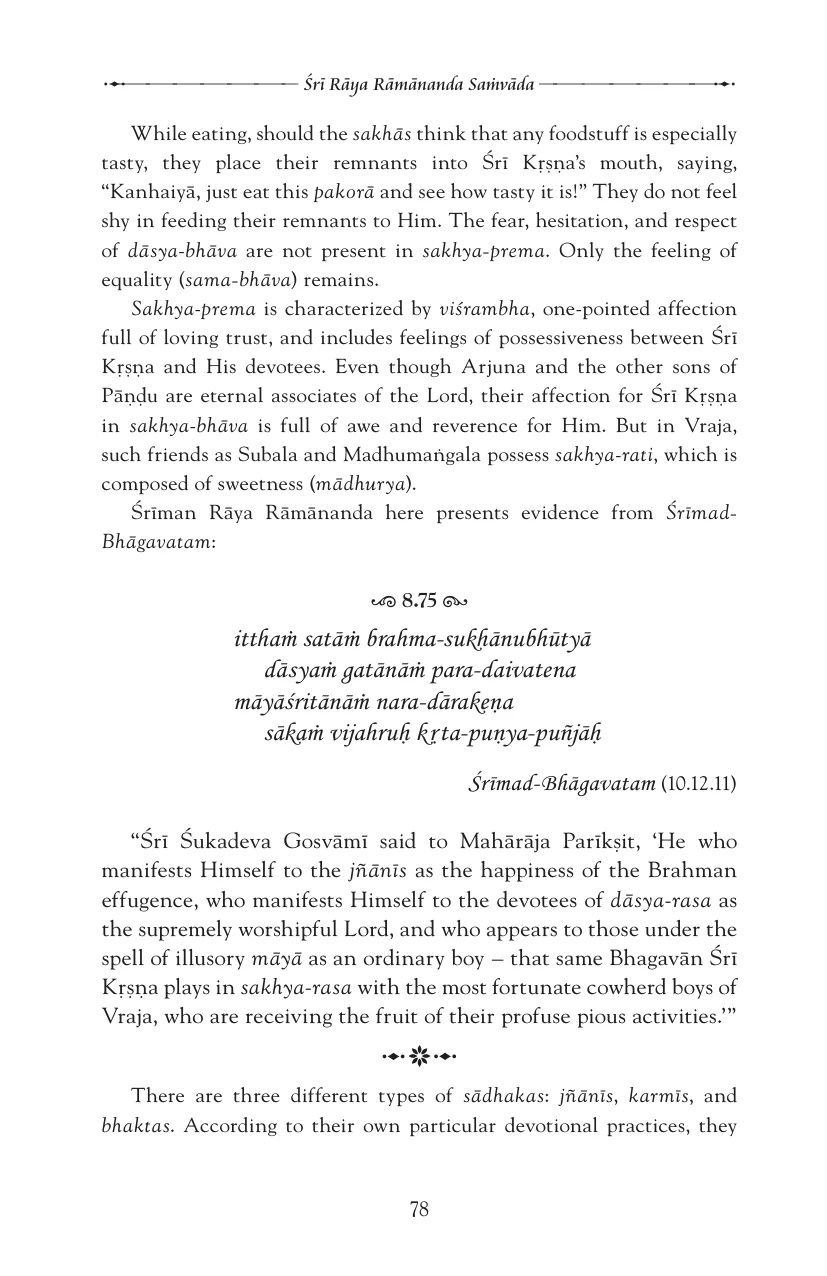 Śrī Rāya Rāmānanda Saṁvāda
While eating, should the sakhās think that any foodstuff is especially
tasty, they place their remnants into Śrī Kṛṣṇa’s mouth, saying,
“Kanhaiyā, just eat this pakorā and see how tasty it is!” They do not feel
shy in feeding their remnants to Him. The fear, hesitation, and respect
of dāsya-bhāva are not present in sakhya-prema. Only the feeling of
equality (sama-bhāva) remains.
Sakhya-prema is characterized by viśrambha, one-pointed affection
full of loving trust, and includes feelings of possessiveness between Śrī
Kṛṣṇa and His devotees. Even though Arjuna and the other sons of
Pāṇḍu are eternal associates of the Lord, their affection for Śrī Kṛṣṇa
in sakhya-bhāva is full of awe and reverence for Him. But in Vraja,
such friends as Subala and Madhumaṅgala possess sakhya-rati, which is
composed of sweetness (mādhurya).
Śrīman Rāya Rāmānanda here presents evidence from Śrīmad-
Bhāgavatam:
8.75
itthaṁ satāṁ brahma-sukhānubhūtyā
dāsyaṁ gatānāṁ para-daivatena
māyāśritānāṁ nara-dārakeṇa
sākaṁ vijahruḥ kṛta-puṇya-puñjāḥ
Śrīmad-Bhāgavatam (10.12.11)
“Śrī Śukadeva Gosvāmī said to Mahārāja Parīkṣit, ‘He who
manifests Himself to the jñānīs as the happiness of the Brahman
effugence, who manifests Himself to the devotees of dāsya-rasa as
the supremely worshipful Lord, and who appears to those under the
spell of illusory māyā as an ordinary boy – that same Bhagavān Śrī
Kṛṣṇa plays in sakhya-rasa with the most fortunate cowherd boys of
Vraja, who are receiving the fruit of their profuse pious activities.’”
There are three different types of sādhakas: jñānīs, karmīs, and
bhaktas. According to their own particular devotional practices, they
78